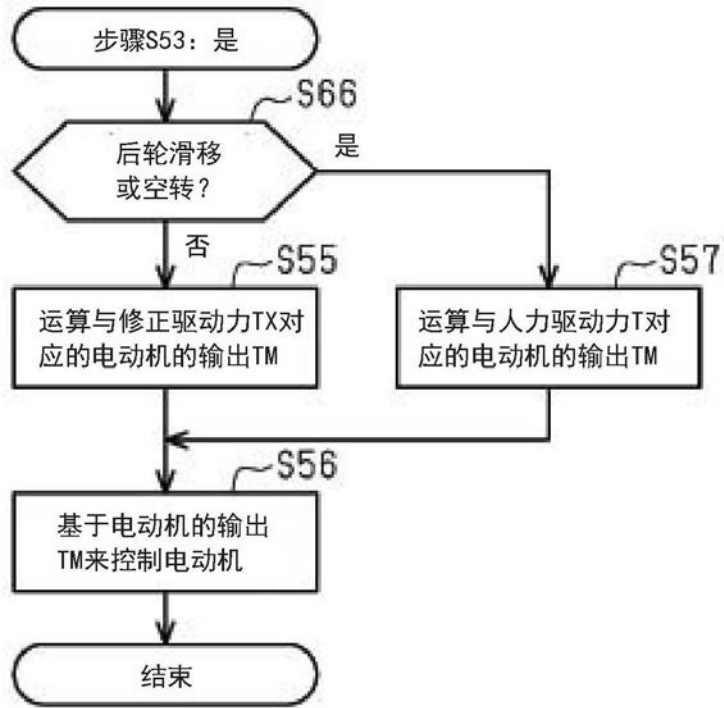 步骤S53：是
S66
后轮滑移
或空转？
是
否
S55
运算与修正驱动力TX对
应的电动机的输出TM
S57
运算与人力驱动力T对
应的电动机的输出TM
S56
基于电动机的输出
TM来控制电动机
结束